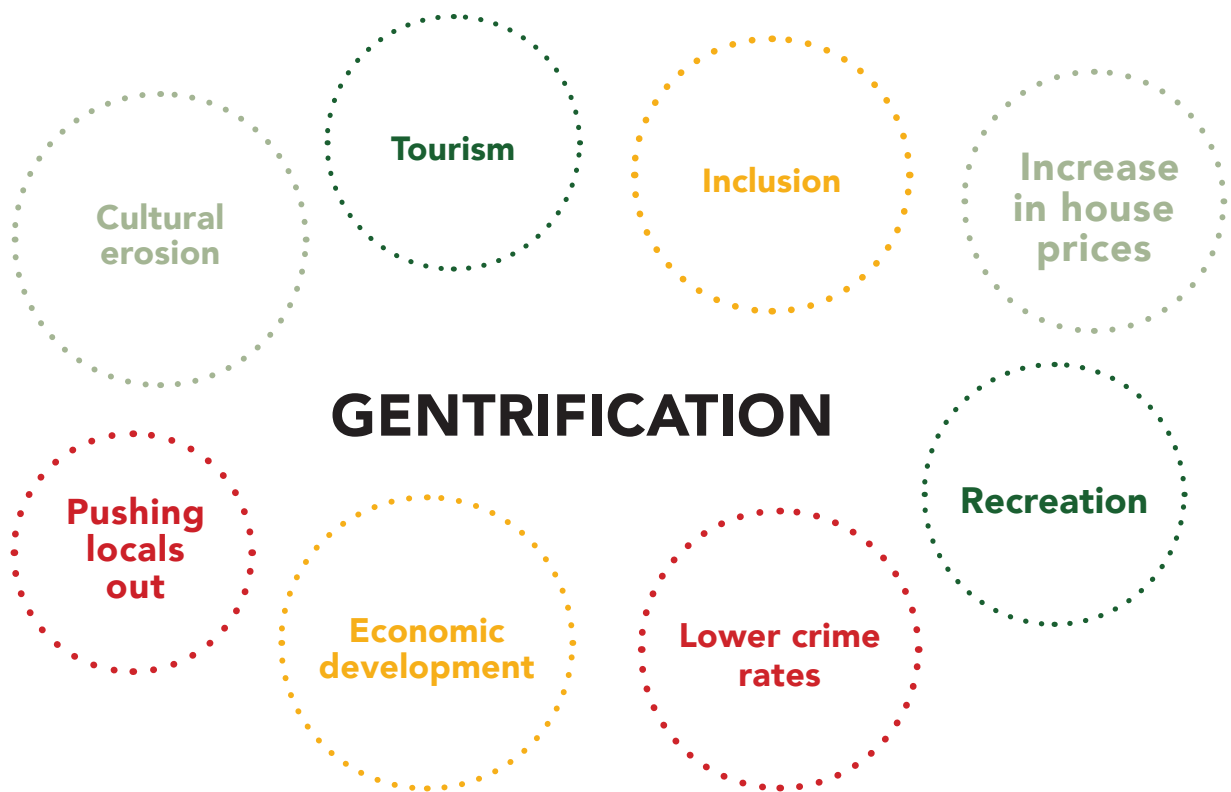 Tourism
Inclusion
Increase
in house
prices
Cultural
erosion
GENTRIFICATION
Recreation
Pushing
locals
out
Economic
development
Lower crime
rates